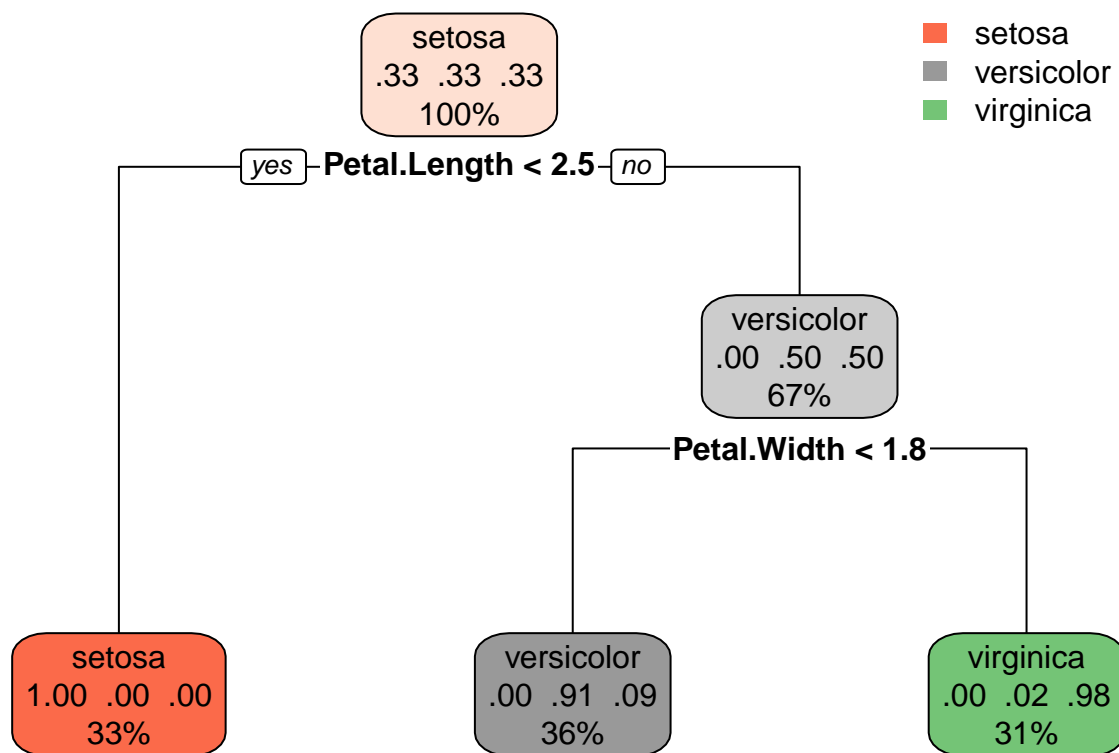 setosa
.33 .33 .33
100%
setosa
versicolor
virginica
yes Petal.Length < 2.5 no
versicolor
.00 .50 .50
67%
Petal.Width < 1.8
setosa
1.00 .00 .00
33%
versicolor
.00 .91 .09
36%
virginica
.00 .02 .98
31%